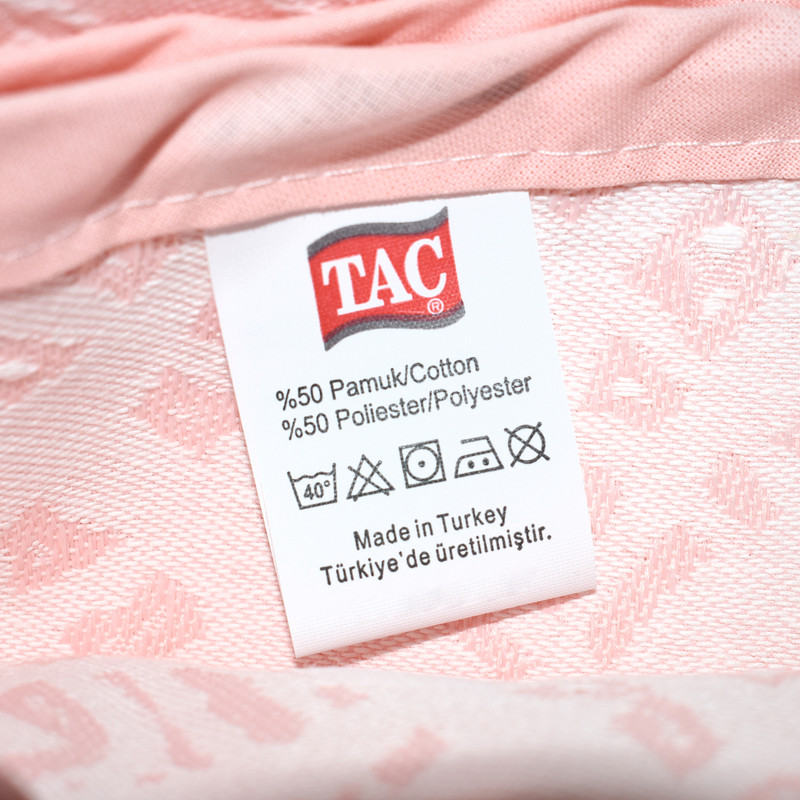 TAC®
%50 Pamuk/Cotton
%50 Poliester/Polyester
40°
Made in Turkey
Türkiye'de üretilmiştir.